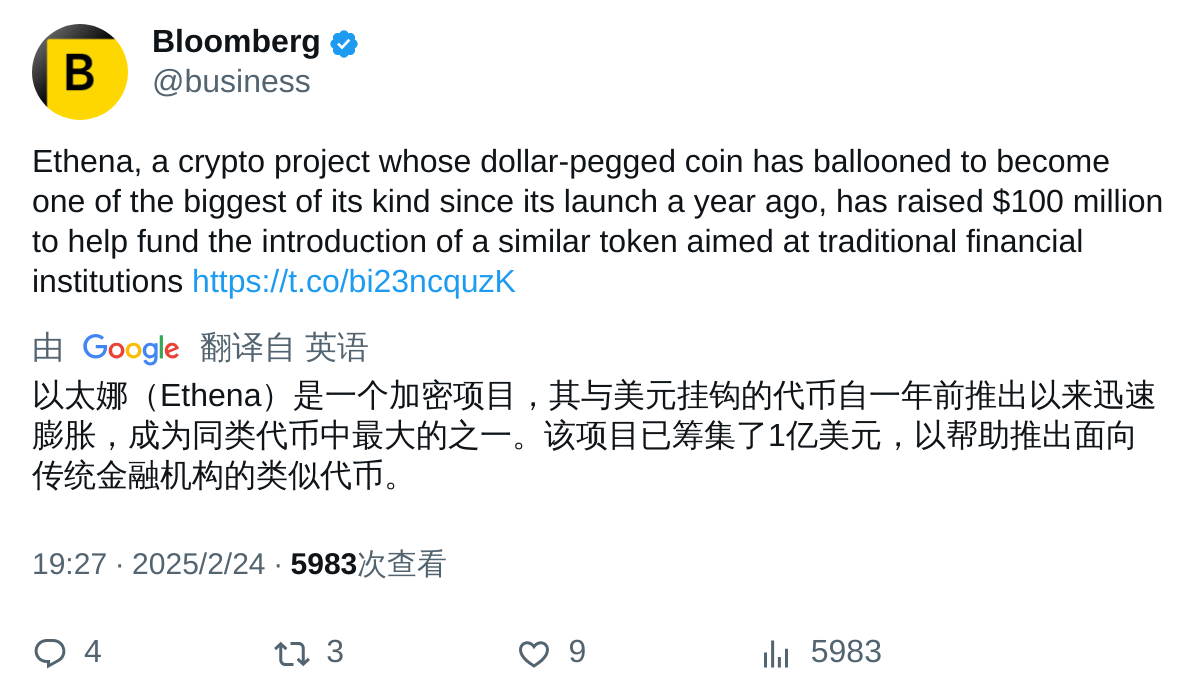 B
Bloomberg
@business
Ethena, a crypto project whose dollar-pegged coin has ballooned to become
one of the biggest of its kind since its launch a year ago, has raised $100 million
to help fund the introduction of a similar token aimed at traditional financial
institutions https://t.co/bi23ncquzK
由 Google 翻译自 英语
以太娜（Ethena）是一个加密项目，其与美元挂钩的代币自一年前推出以来迅速
膨胀，成为同类代币中最大的之一。该项目已筹集了1亿美元，以帮助推出面向
传统金融机构的类似代币。
19:27 · 2025/2/24 · 5983次查看
4 3 9 5983